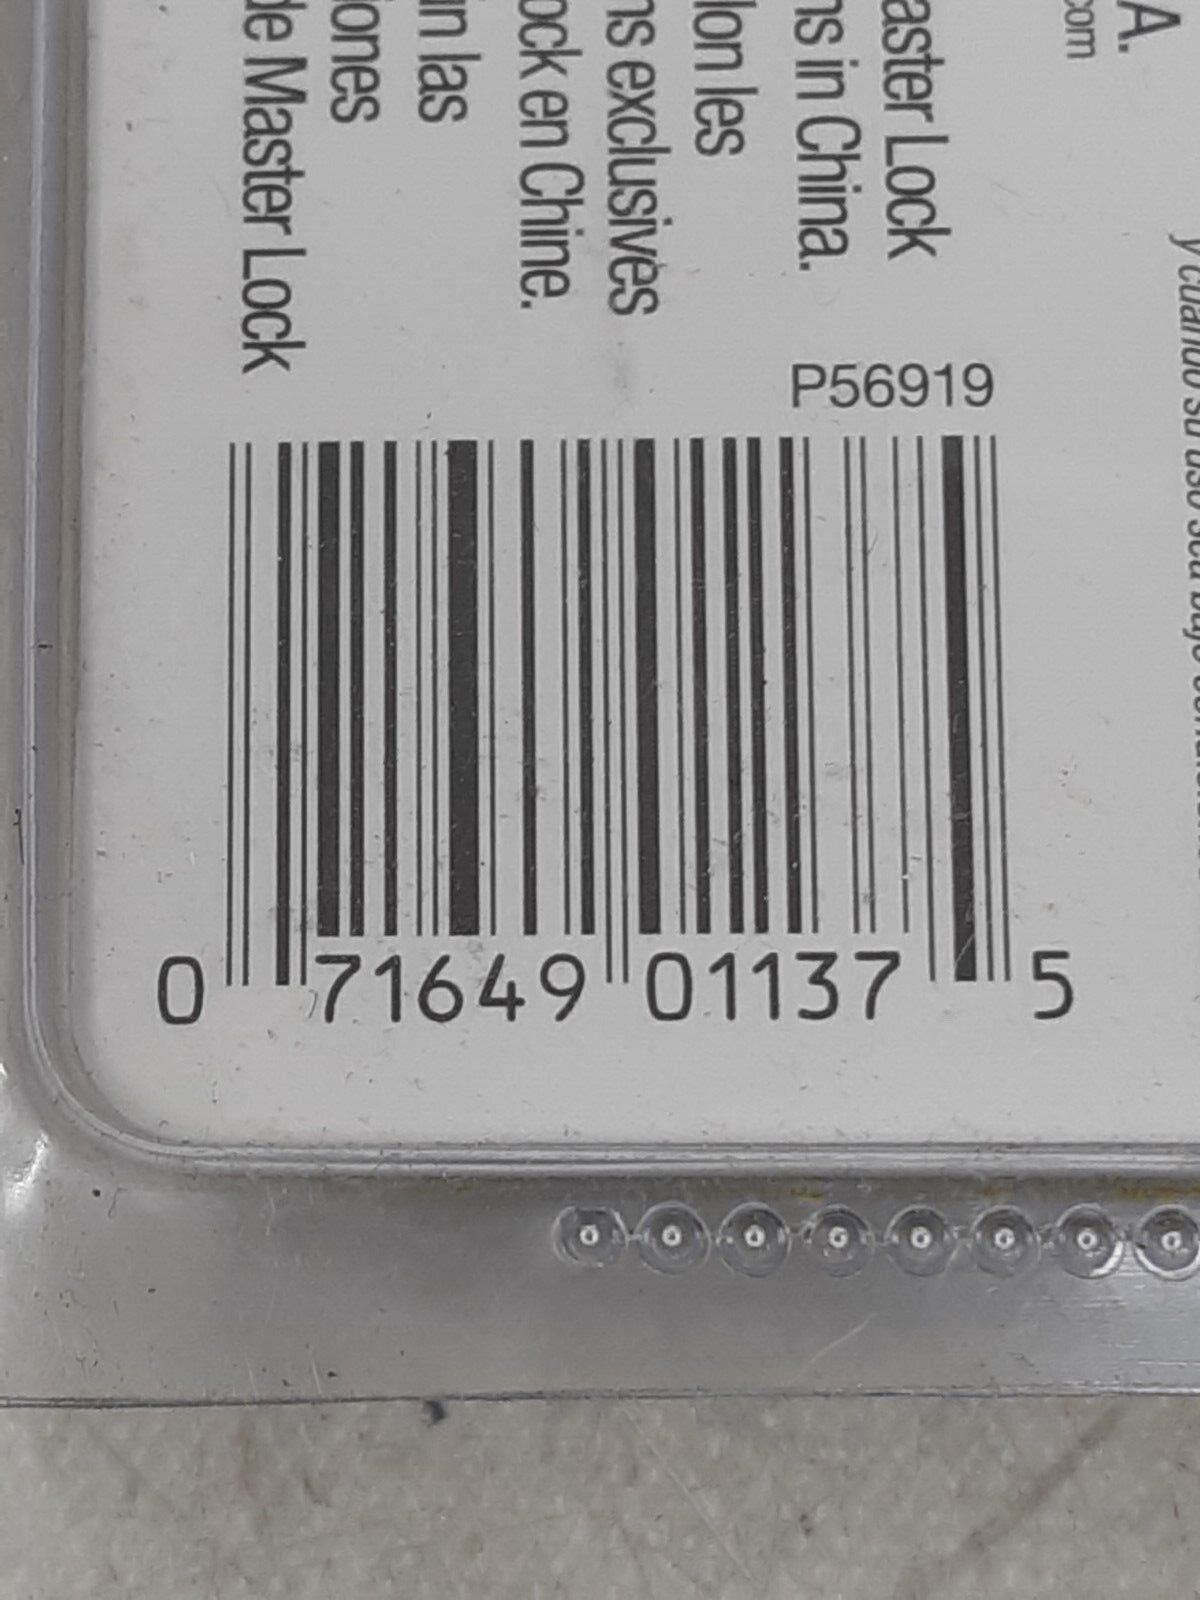 A.
com
aster Lock
ns in China.
lon les
ns exclusives
ock en Chine.
in las
iones
de Master Lock
P56919
0 71649 01137 5